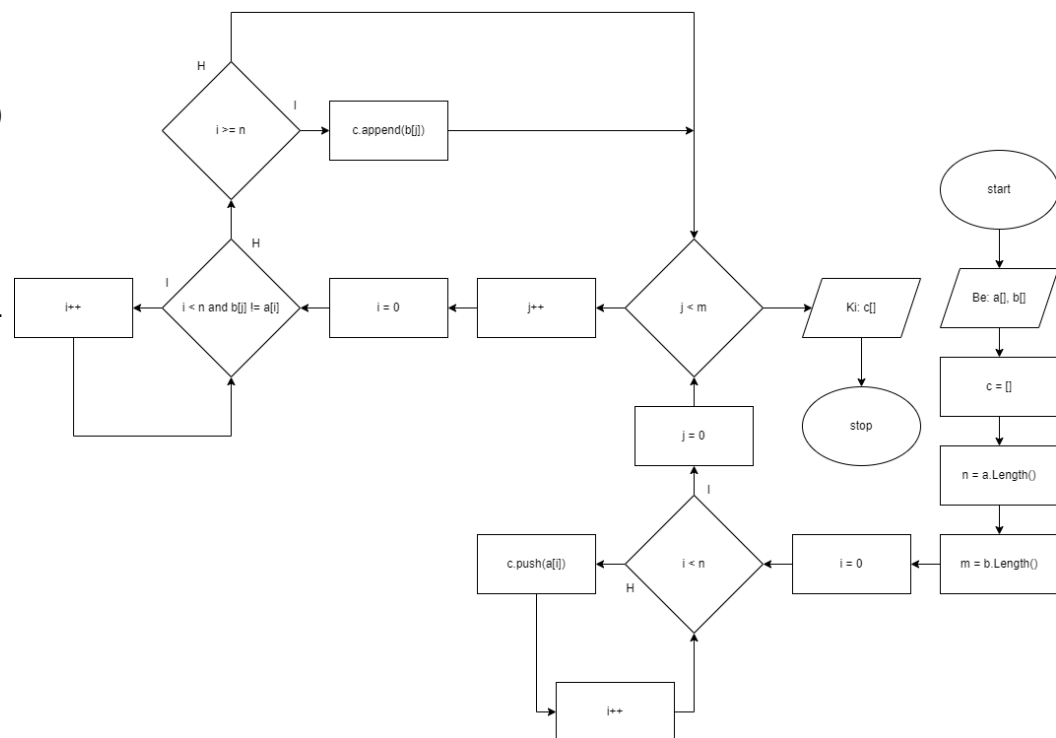 start
Be: a[], b[]
c = []
n = a.Length()
m = b.Length()
i = 0
i < n
H
I
c.push(a[i])
i++
j = 0
j < m
Ki: c[]
stop
j++
i = 0
i < n and b[j] != a[i]
I
H
i++
i >= n
H
I
c.append(b[j])